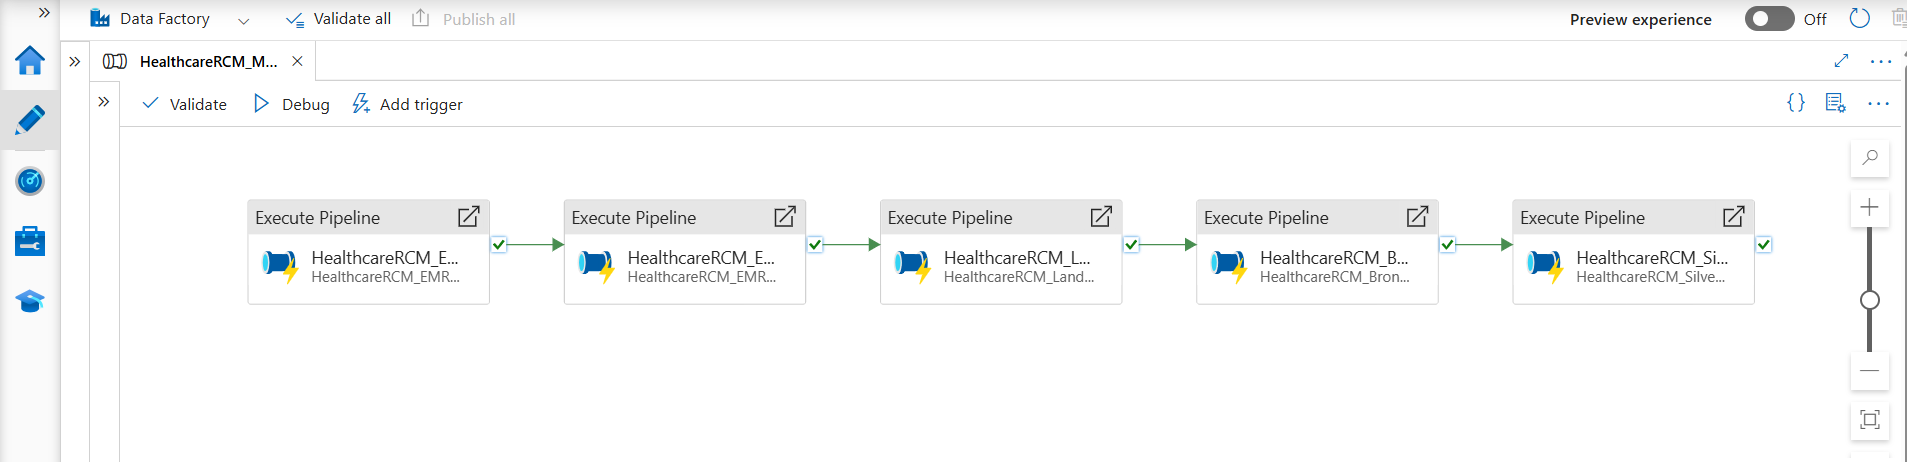 Data Factory
Validate all
Publish all
Preview experience
Off
HealthcareRCM_M...
Validate
Debug
Add trigger
Execute Pipeline
HealthcareRCM_E...
HealthcareRCM_EMR...
Execute Pipeline
HealthcareRCM_E...
HealthcareRCM_EMR...
Execute Pipeline
HealthcareRCM_L...
HealthcareRCM_Land...
Execute Pipeline
HealthcareRCM_B...
HealthcareRCM_Bron...
Execute Pipeline
HealthcareRCM_Si...
HealthcareRCM_Silve...